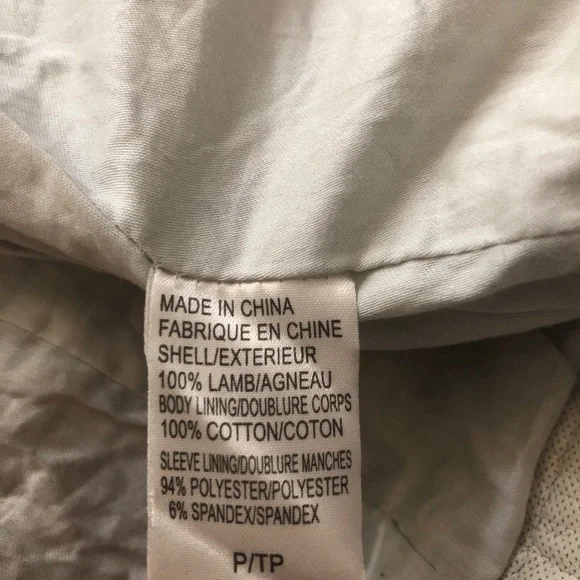 MADE IN CHINA
FABRIQUE EN CHINE
SHELL/EXTERIEUR
100% LAMB/AGNEAU
BODY LINING/DOUBLURE CORPS
100% COTTON/COTON
SLEEVE LINING/DOUBLURE MANCHES
94% POLYESTER/POLYESTER
6% SPANDEX/SPANDEX
P/TP